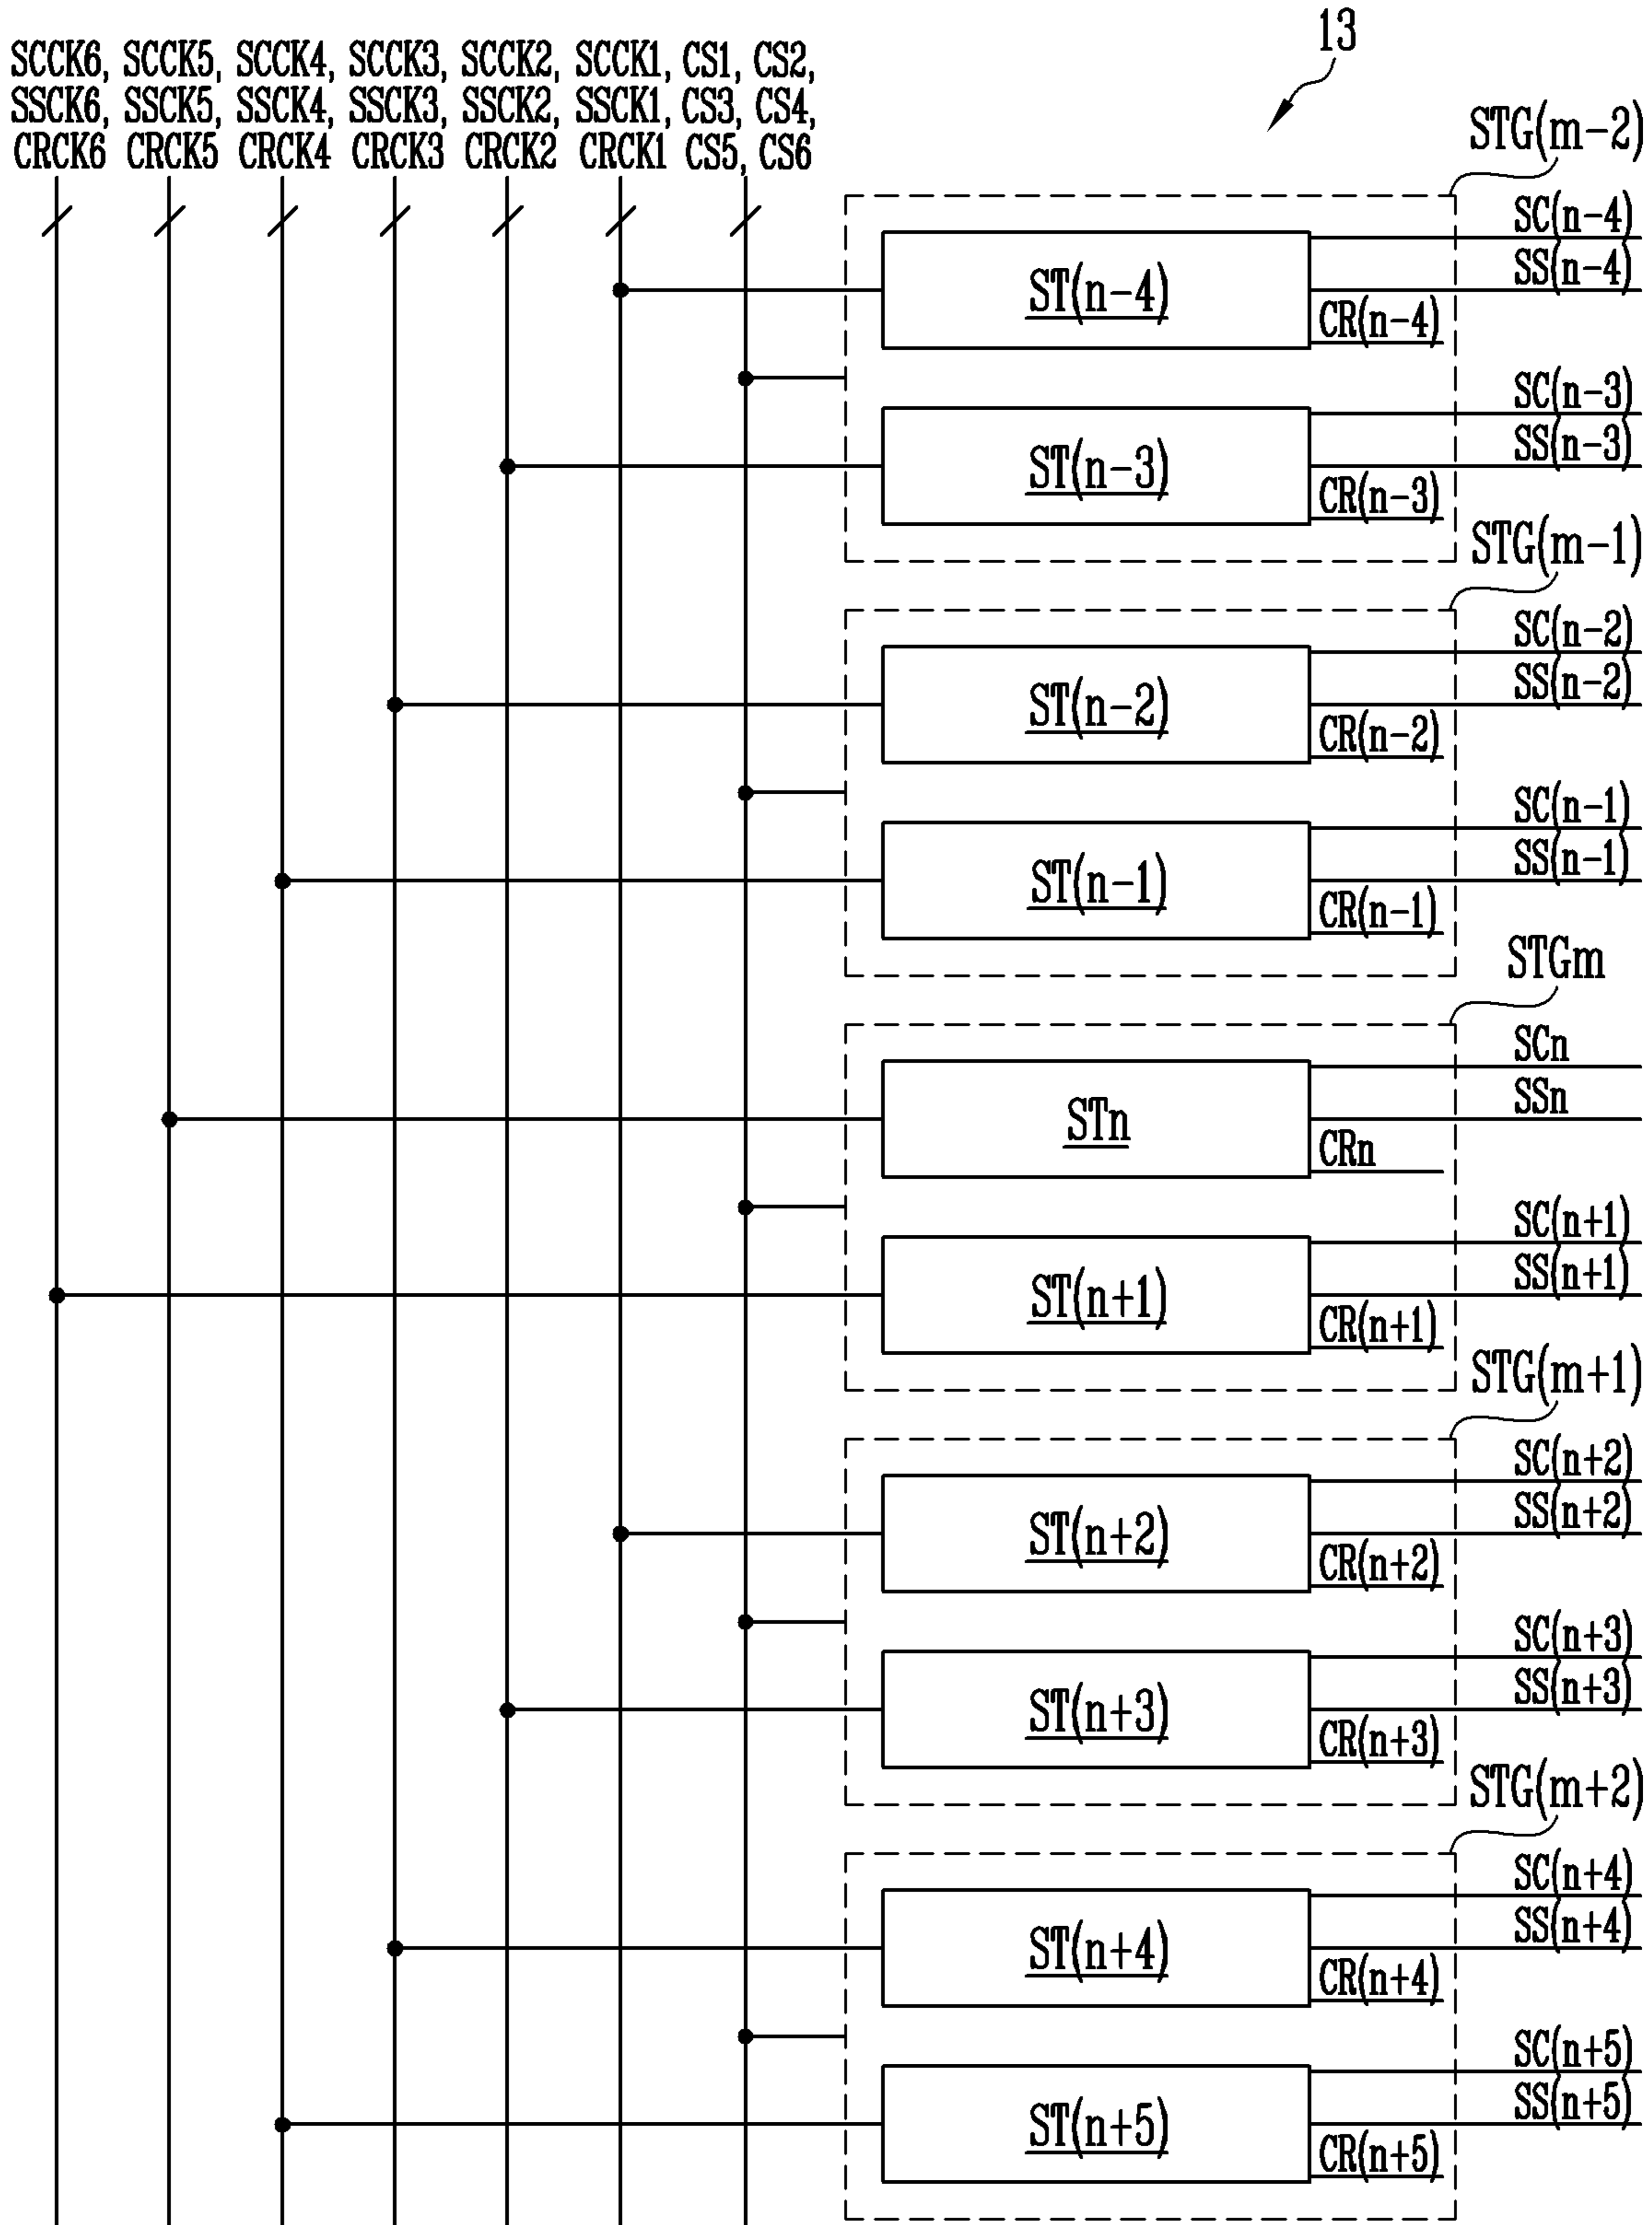 13
SCCK6, SCCK5, SCCK4, SCCK3, SCCK2, SCCK1, CS1, CS2,
SSCK6, SSCK5, SSCK4, SSCK3, SSCK2, SSCK1, CS3, CS4,
CRCK6 CRCK5 CRCK4 CRCK3 CRCK2 CRCK1 CS5, CS6
STG(m-2)
SC(n-4)
ST(n-4)
SS(n-4)
CR(n-4)
SC(n-3)
ST(n-3)
SS(n-3)
CR(n-3)
STG(m-1)
SC(n-2)
ST(n-2)
SS(n-2)
CR(n-2)
SC(n-1)
ST(n-1)
SS(n-1)
CR(n-1)
STGm
SCn
STn
SSn
CRn
SC(n+1)
ST(n+1)
SS(n+1)
CR(n+1)
STG(m+1)
SC(n+2)
ST(n+2)
SS(n+2)
CR(n+2)
SC(n+3)
ST(n+3)
SS(n+3)
CR(n+3)
STG(m+2)
SC(n+4)
ST(n+4)
SS(n+4)
CR(n+4)
SC(n+5)
ST(n+5)
SS(n+5)
CR(n+5)